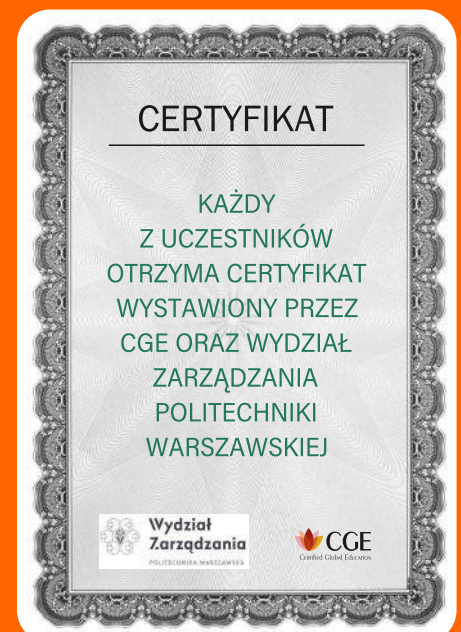 CERTYFIKAT
KAŻDY
Z UCZESTNIKÓW
OTRZYMA CERTYFIKAT
WYSTAWIONY PRZEZ
CGE ORAZ WYDZIAŁ
ZARZĄDZANIA
POLITECHNIKI
WARSZAWSKIEJ
Wydział
Zarządzania
POLITECHNIKA WARSZAWSKA
CGE
Certified Global Education